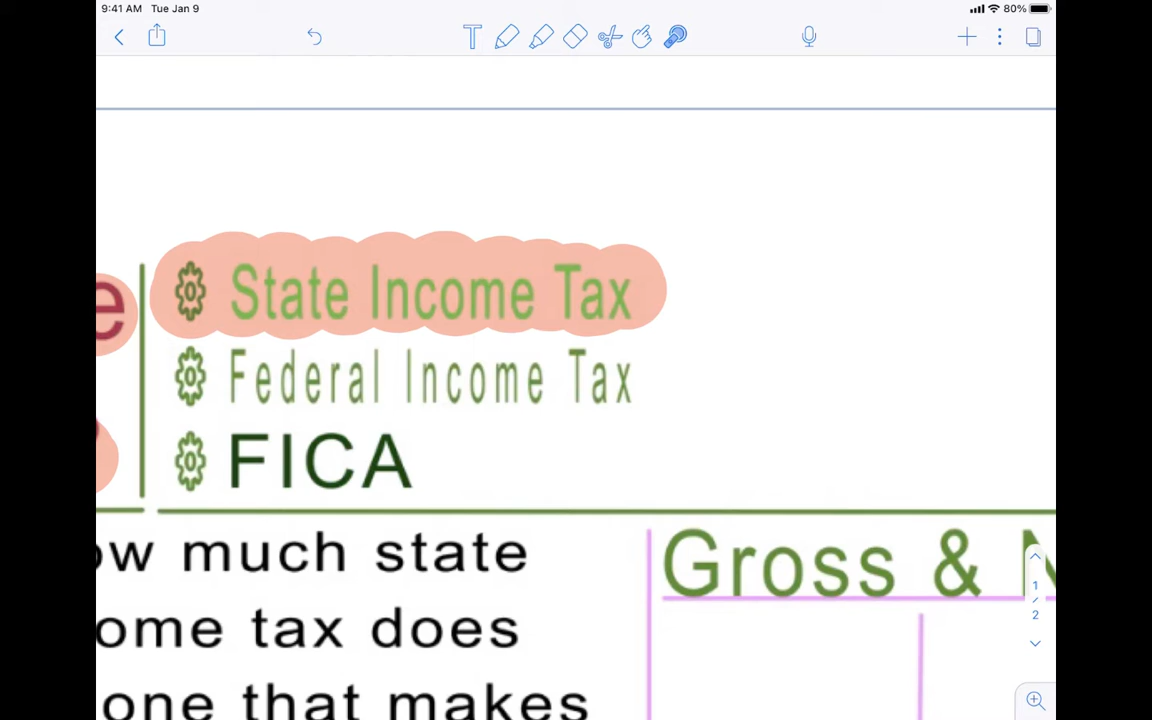 9:41 AM Tue Jan 9 80%
State Income Tax
Federal Income Tax
FICA
ow much state
ome tax does
one that makes
Gross & N
1
/
2